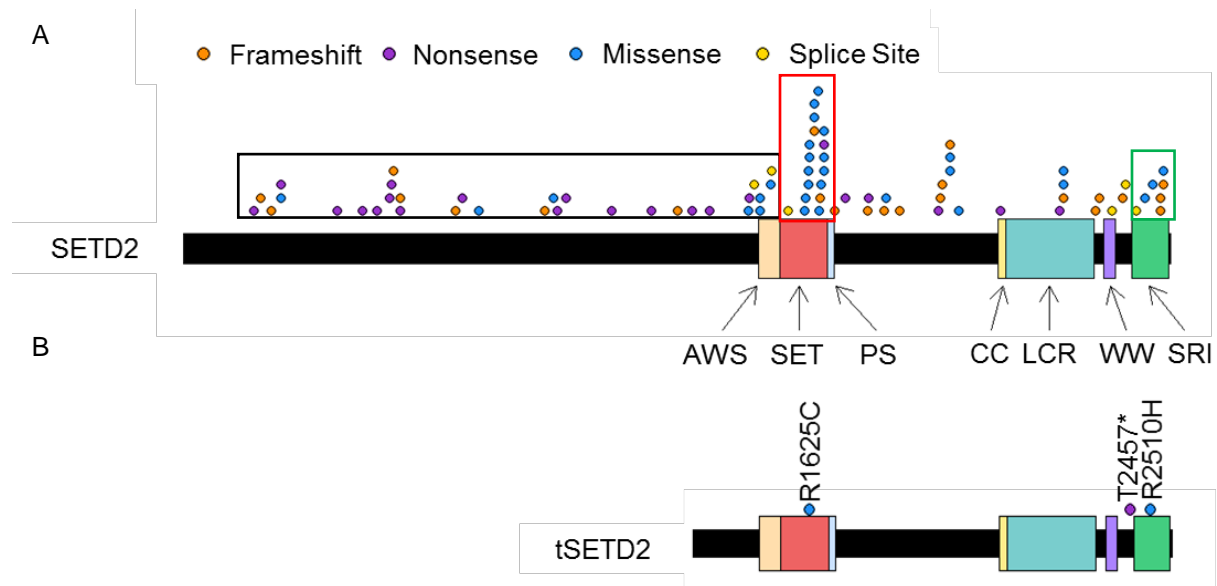 A
Frameshift Nonsense Missense Splice Site
SETD2
AWS SET PS CC LCR WW SRI
B
R1625C
T2457*
R2510H
tSETD2